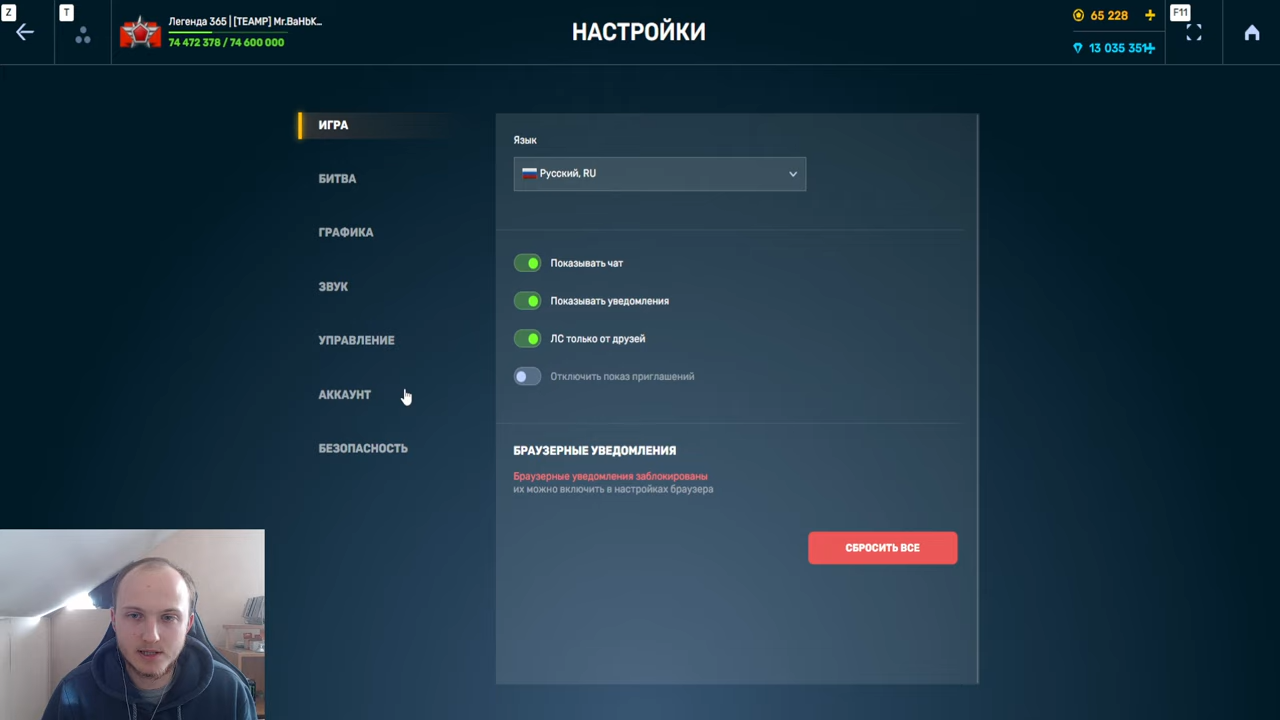 Z
T
Легенда 365 | [TEAMP] Mr.BaHbK...
74 472 378 / 74 600 000
НАСТРОЙКИ
65 228
13 035 351
F11
ИГРА
БИТВА
ГРАФИКА
ЗВУК
УПРАВЛЕНИЕ
АККАУНТ
БЕЗОПАСНОСТЬ
Язык
Русский, RU
Показывать чат
Показывать уведомления
ЛС только от друзей
Отключить показ приглашений
БРАУЗЕРНЫЕ УВЕДОМЛЕНИЯ
Браузерные уведомления заблокированы
их можно включить в настройках браузера
СБРОСИТЬ ВСЕ